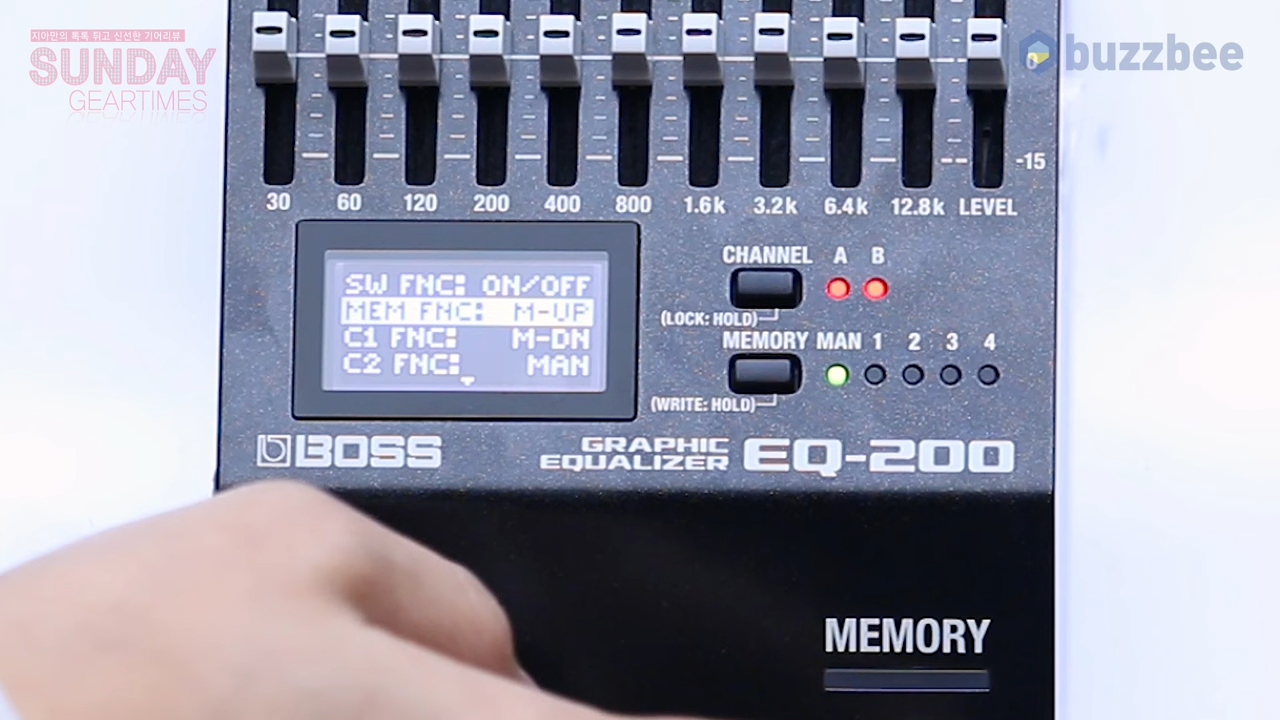 지아만의 톡톡 튀고 신선한 기어리뷰
SUNDAY
GEARTIMES
buzzbee
-15
30 60 120 200 400 800 1.6k 3.2k 6.4k 12.8k LEVEL
SW FNC: ON/OFF
MEM FNC: M-UP
C1 FNC: M-DN
C2 FNC: MAN
CHANNEL A B
(LOCK: HOLD)
MEMORY MAN 1 2 3 4
(WRITE: HOLD)
BOSS
GRAPHIC
EQUALIZER EQ-200
MEMORY